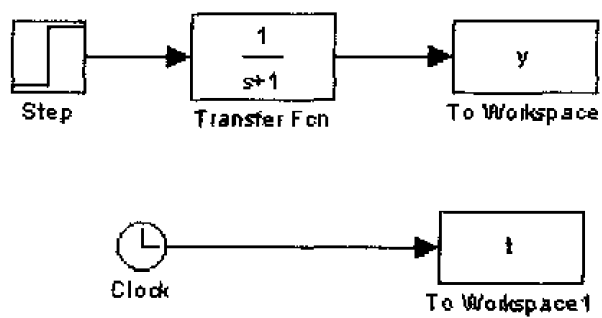 1
s+1
y
Step
Transfer Fcn
To Workspace
t
Clock
To Workspace1